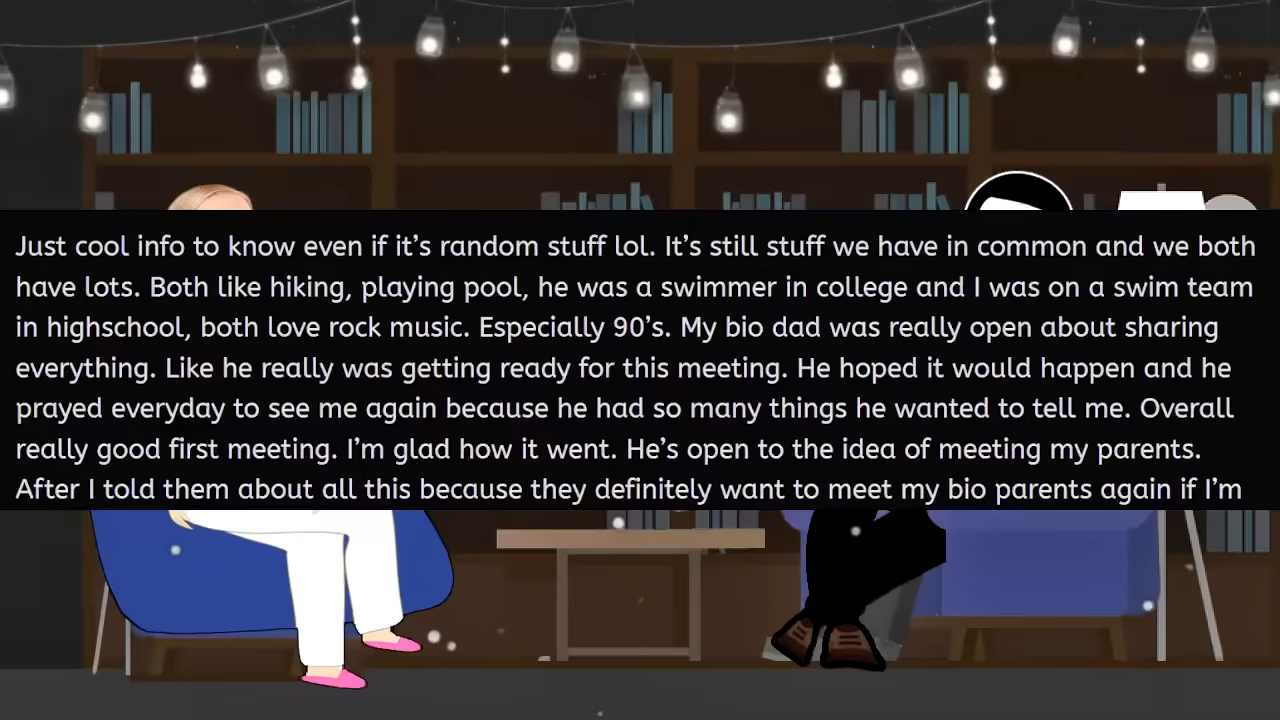 Just cool info to know even if it’s random stuff lol. It’s still stuff we have in common and we both
have lots. Both like hiking, playing pool, he was a swimmer in college and I was on a swim team
in highschool, both love rock music. Especially 90’s. My bio dad was really open about sharing
everything. Like he really was getting ready for this meeting. He hoped it would happen and he
prayed everyday to see me again because he had so many things he wanted to tell me. Overall
really good first meeting. I’m glad how it went. He’s open to the idea of meeting my parents.
After I told them about all this because they definitely want to meet my bio parents again if I’m